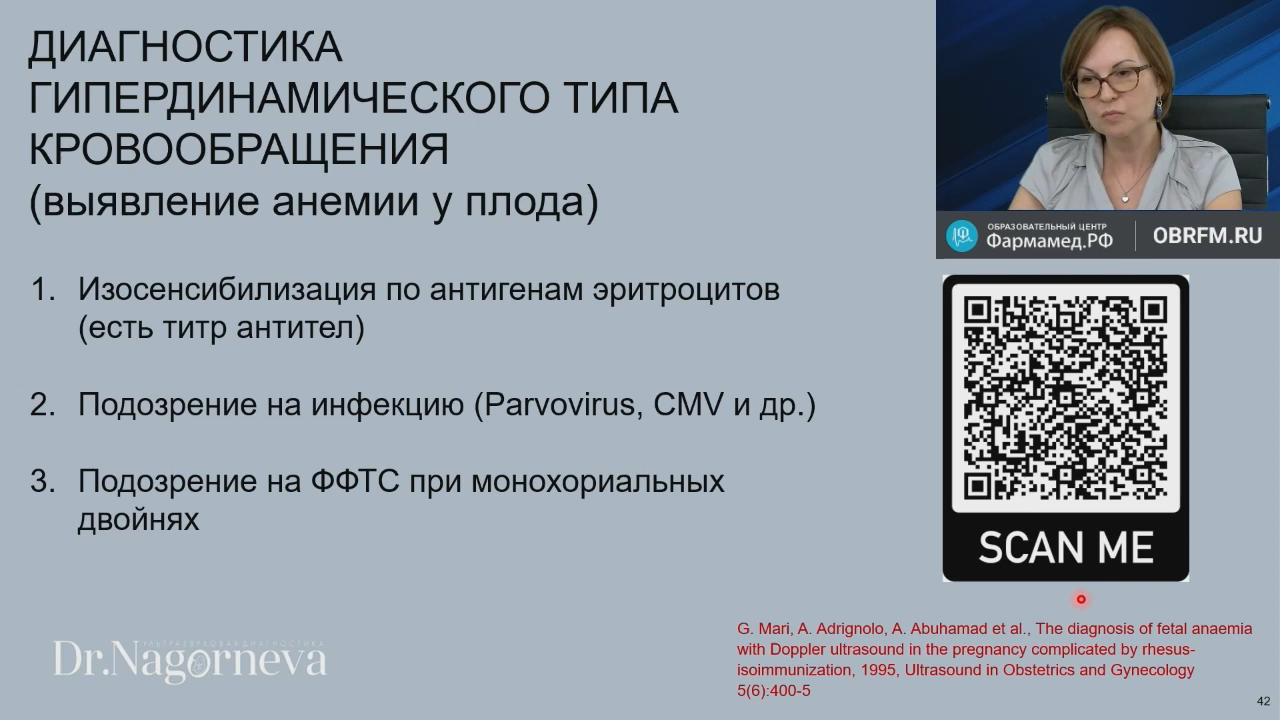 ДИАГНОСТИКА
ГИПЕРДИНАМИЧЕСКОГО ТИПА
КРОВООБРАЩЕНИЯ
(выявление анемии у плода)
1. Изосенсибилизация по антигенам эритроцитов
(есть титр антител)
2. Подозрение на инфекцию (Parvovirus, CMV и др.)
3. Подозрение на ФФТС при монохориальных
двойнях
ОБРАЗОВАТЕЛЬНЫЙ ЦЕНТР
Фармамед.РФ
OBRFM.RU
SCAN ME
УЛЬТРАЗВУКОВАЯ ДИАГНОСТИКА
Dr.Nagorneva
G. Mari, A. Adrignolo, A. Abuhamad et al., The diagnosis of fetal anaemia
with Doppler ultrasound in the pregnancy complicated by rhesus-
isoimmunization, 1995, Ultrasound in Obstetrics and Gynecology
5(6):400-5
42